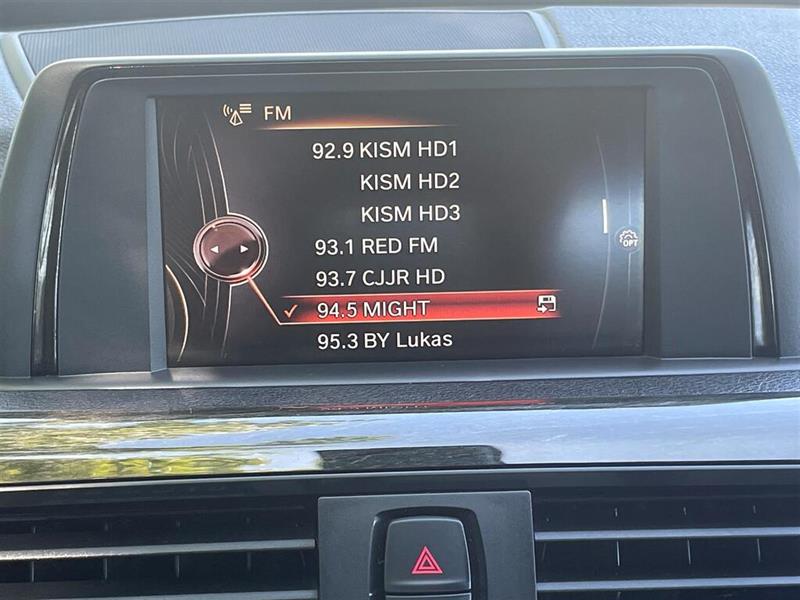 FM
92.9 KISM HD1
KISM HD2
KISM HD3
93.1 RED FM
93.7 CJJR HD
94.5 MIGHT
95.3 BY Lukas
OPT